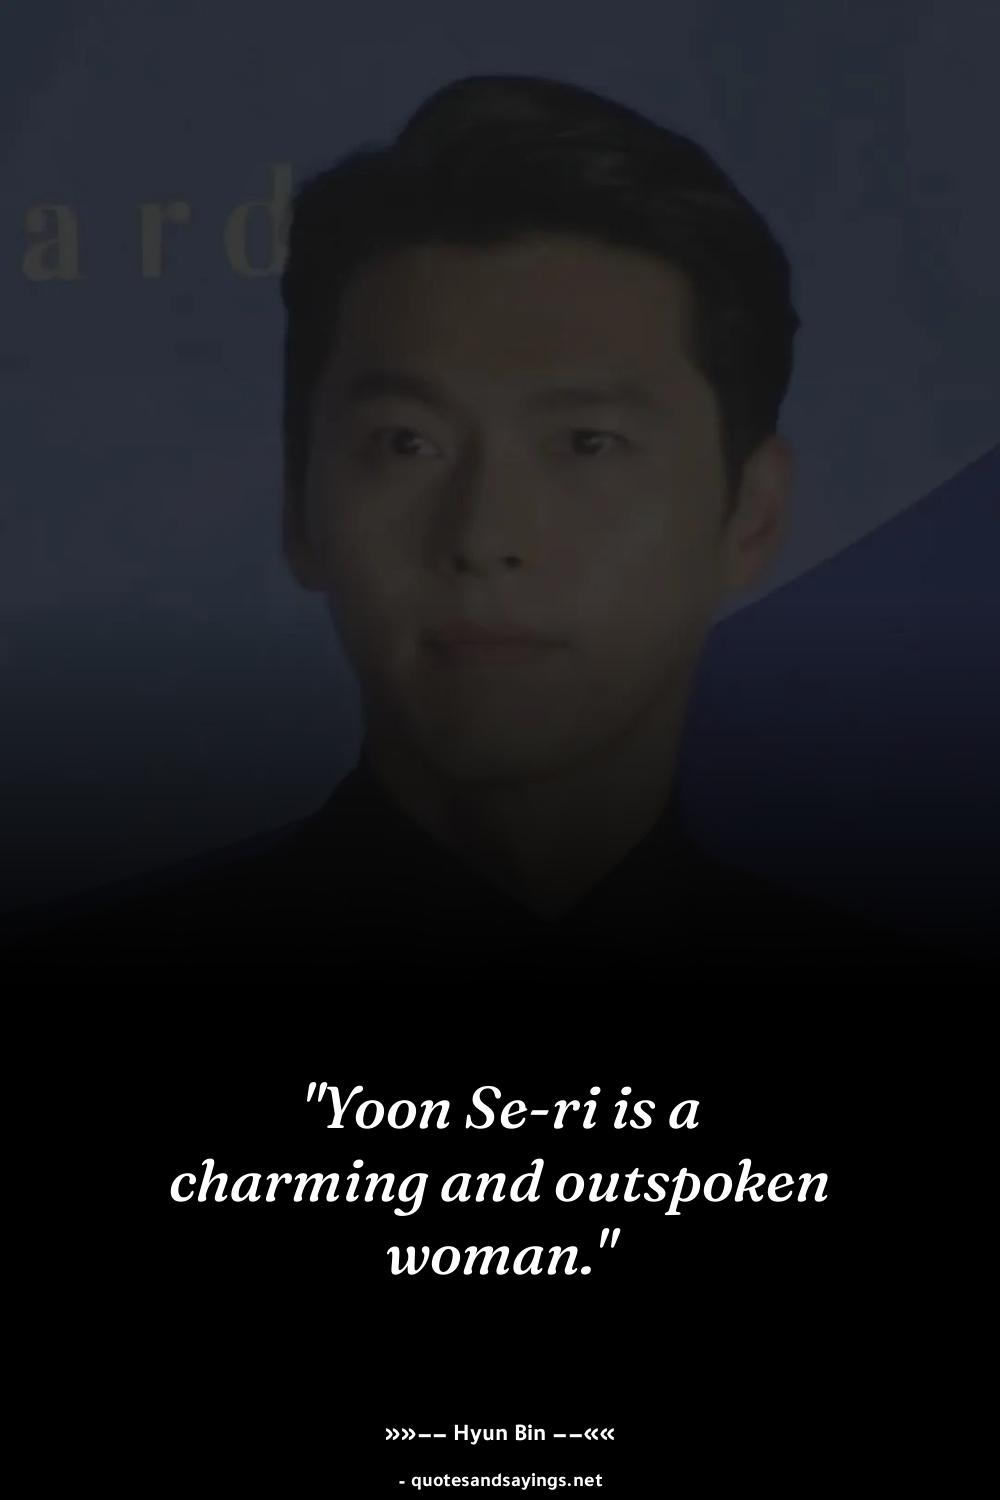 ard
"Yoon Se-ri is a
charming and outspoken
woman."
»»–– Hyun Bin ––««
- quotesandsayings.net